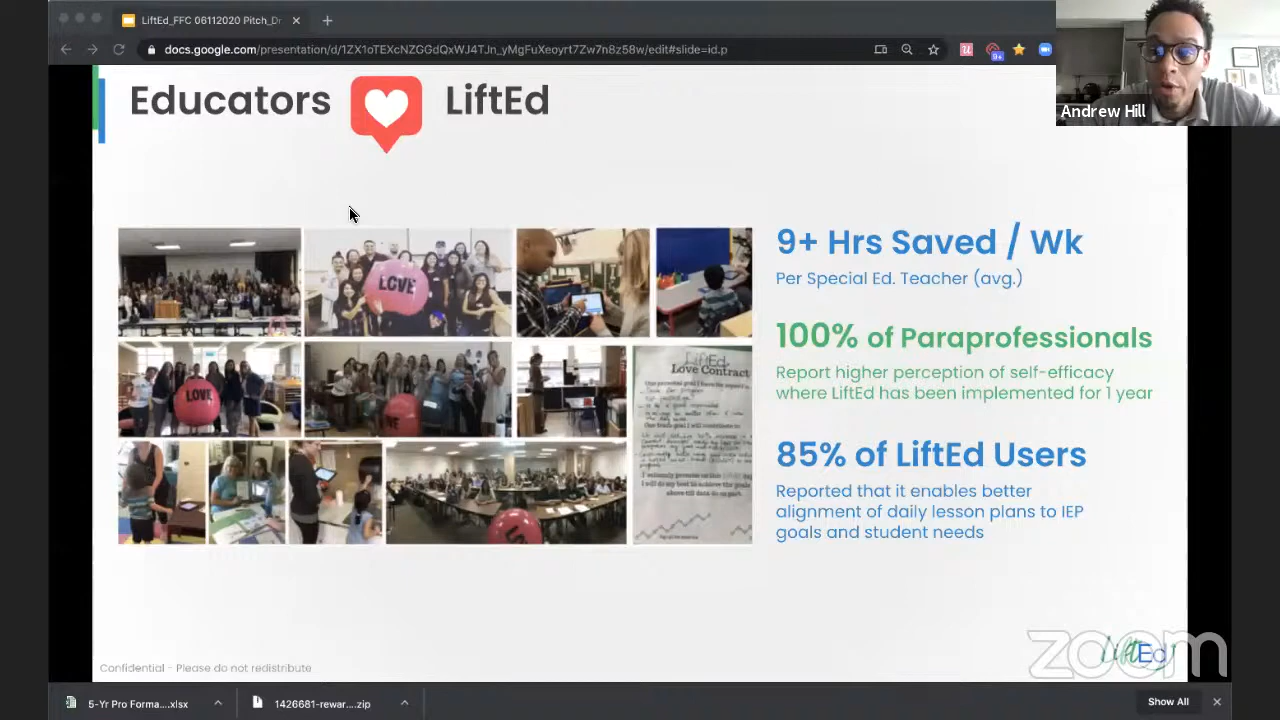 LiftEd_FFC 06112020 Pitch_Dr
docs.google.com/presentation/d/1ZX1oTEXcNZGGdQxWJ4TJn_yMgFuXeoyrt7Zw7n8z58w/edit#slide=id.p
9+
Andrew Hill
Educators LiftEd
LOVE
LOVE
LiftEd
Love Contract
9+ Hrs Saved / Wk
Per Special Ed. Teacher (avg.)
100% of Paraprofessionals
Report higher perception of self-efficacy
where LiftEd has been implemented for 1 year
85% of LiftEd Users
Reported that it enables better
alignment of daily lesson plans to IEP
goals and student needs
Confidential - Please do not redistribute
LiftEd
zoom
5-Yr Pro Forma....xlsx
1426681-rewar....zip
Show All